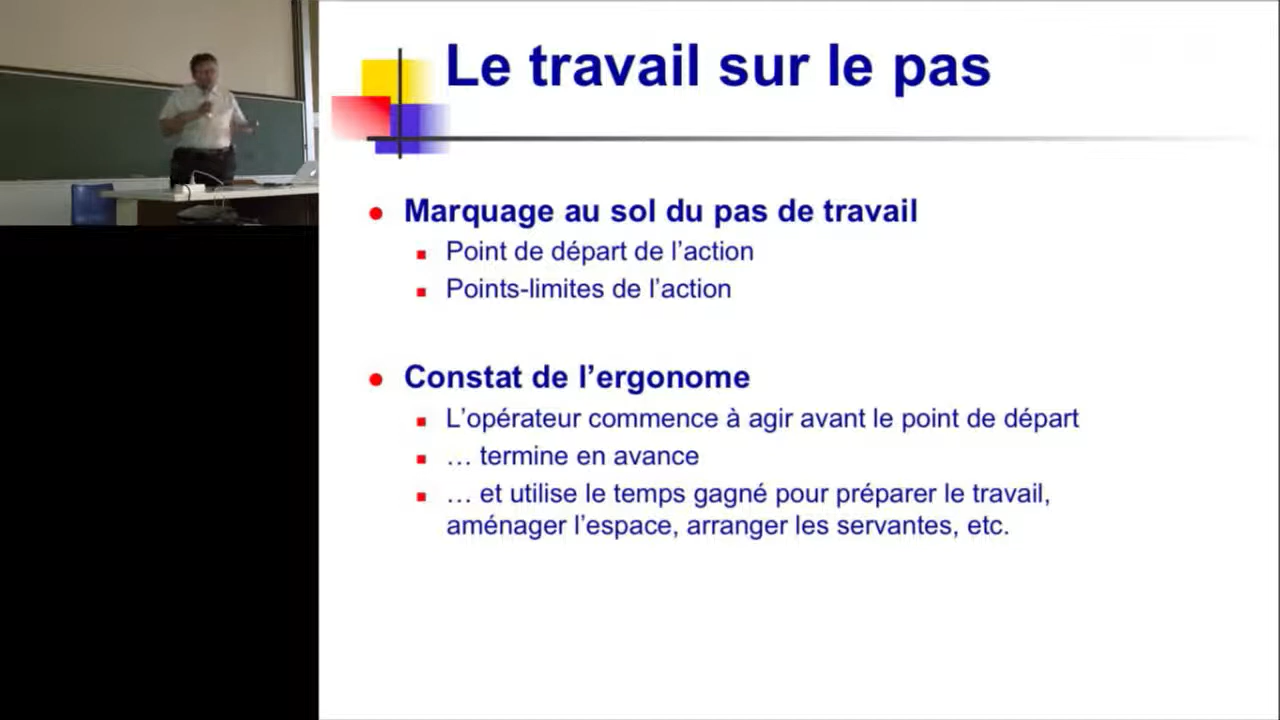 Le travail sur le pas
Marquage au sol du pas de travail
Point de départ de l’action
Points-limites de l’action
Constat de l’ergonome
L’opérateur commence à agir avant le point de départ
… termine en avance
… et utilise le temps gagné pour préparer le travail,
aménager l’espace, arranger les servantes, etc.